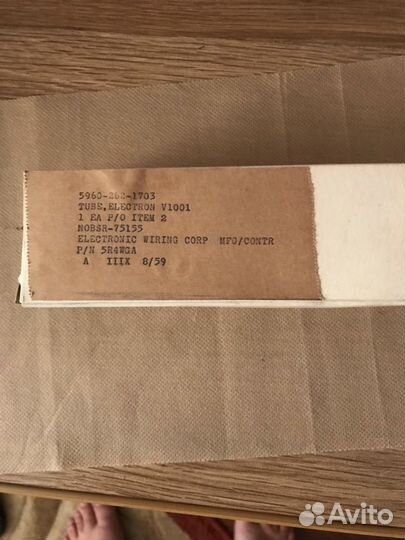 5960-262-1703
TUBE,ELECTRON V1001
1 EA P/O ITEM 2
NOBSR-75155
ELECTRONIC WIRING CORP MFG/CONTR
P/N 5R4WGA
A IIIX 8/59
Avito